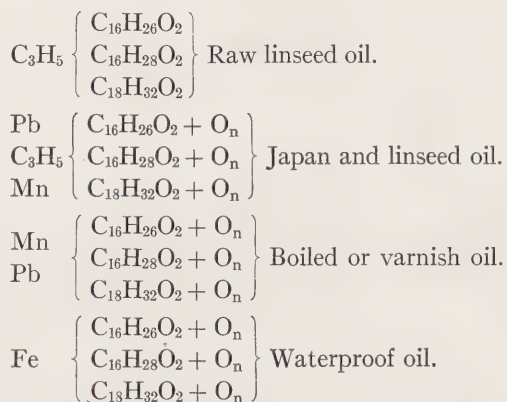 C₁₆H₂₆O₂
C₃H₅ { C₁₆H₂₈O₂ } Raw linseed oil.
C₁₈H₃₂O₂
Pb C₁₆H₂₆O₂ + Oₙ
C₃H₅ { C₁₆H₂₈O₂ + Oₙ } Japan and linseed oil.
Mn C₁₈H₃₂O₂ + Oₙ
Mn C₁₆H₂₆O₂ + Oₙ
Pb { C₁₆H₂₈O₂ + Oₙ } Boiled or varnish oil.
C₁₈H₃₂O₂ + Oₙ
C₁₆H₂₆O₂ + Oₙ
Fe { C₁₆H₂₈O₂ + Oₙ } Waterproof oil.
C₁₈H₃₂O₂ + Oₙ